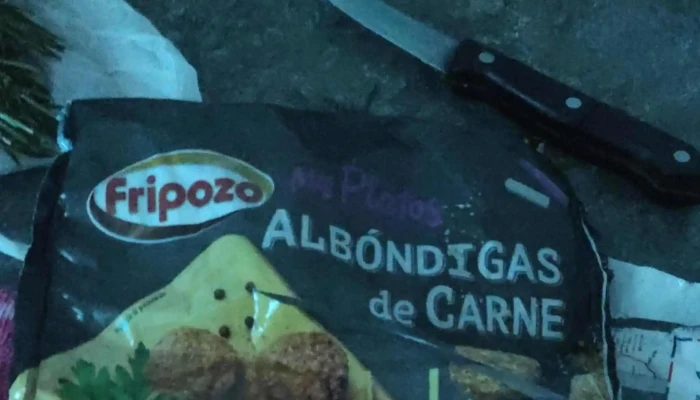 Fripozo
Mis Platos
ALBÓNDIGAS
de CARNE